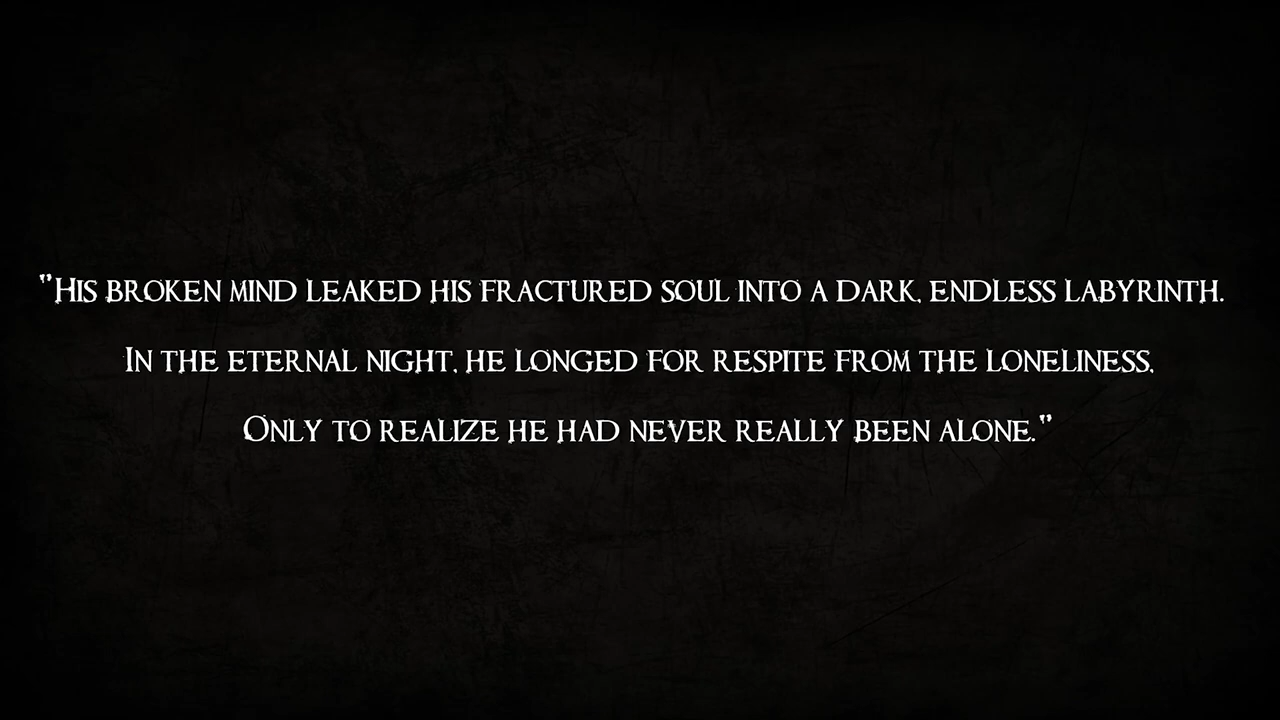 "His broken mind leaked his fractured soul into a dark, endless labyrinth.
In the eternal night, he longed for respite from the loneliness,
Only to realize he had never really been alone."